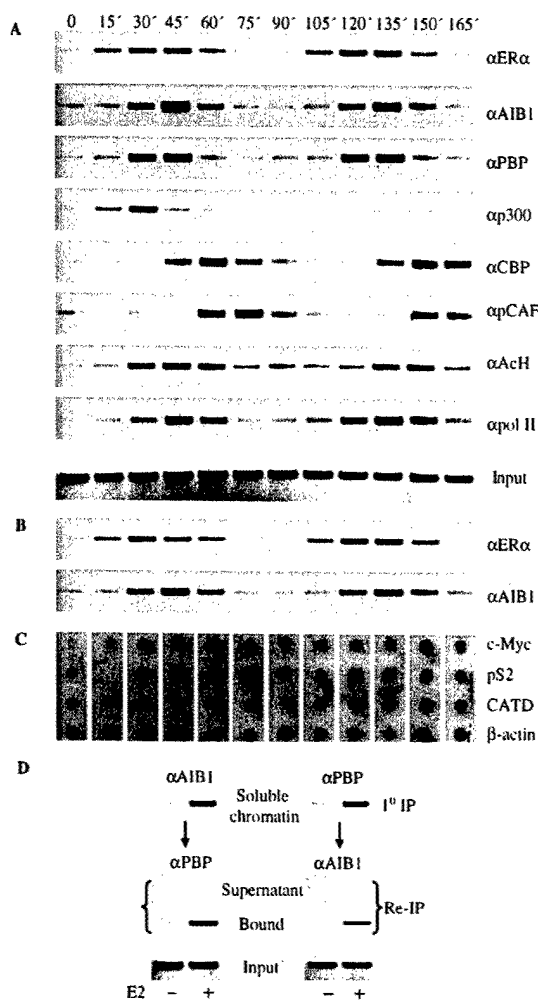 A
0 15´ 30´ 45´ 60´ 75´ 90´ 105´ 120´ 135´ 150´ 165´
αERα
αAIB1
αPBP
αp300
αCBP
αpCAF
αAcH
αpol II
Input
B
αERα
αAIB1
C
c-Myc
pS2
CATD
β-actin
D
αAIB1 αPBP
Soluble chromatin
1⁰ IP
αPBP αAIB1
Supernatant
Re-IP
Bound
Input
E2 − + − +